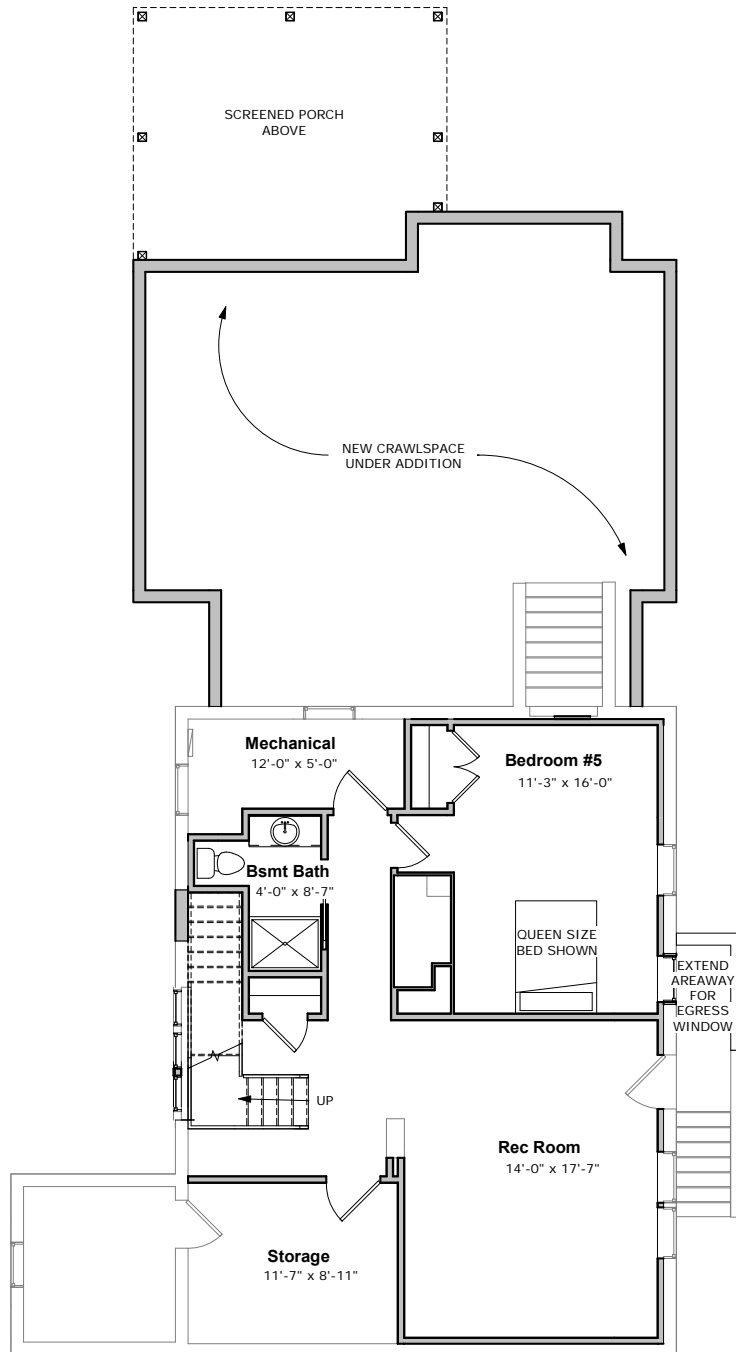 SCREENED PORCH
ABOVE
NEW CRAWLSPACE
UNDER ADDITION
Mechanical
12'-0" x 5'-0"
Bedroom #5
11'-3" x 16'-0"
Bsmt Bath
4'-0" x 8'-7"
QUEEN SIZE
BED SHOWN
EXTEND
AREAWAY
FOR
EGRESS
WINDOW
UP
Rec Room
14'-0" x 17'-7"
Storage
11'-7" x 8'-11"